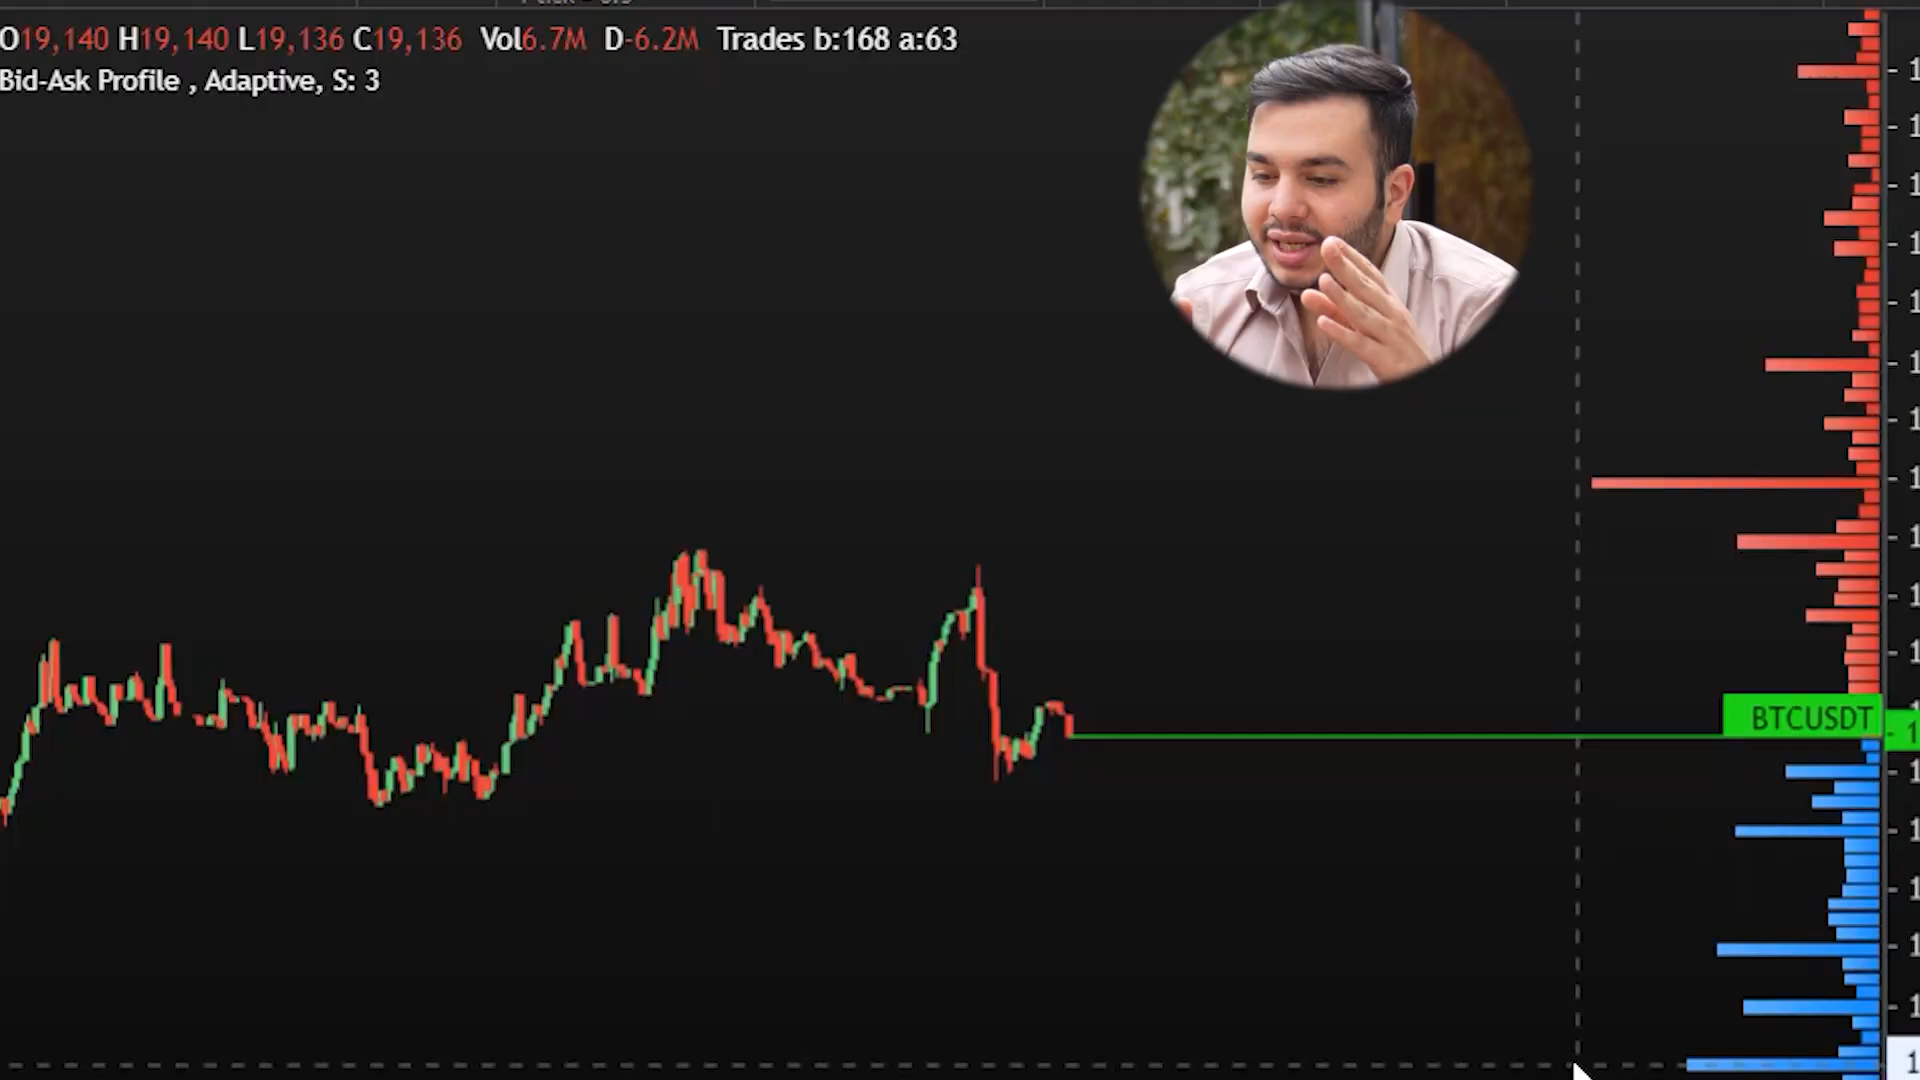 O19,140 H19,140 L19,136 C19,136 Vol6.7M D-6.2M Trades b:168 a:63
Bid-Ask Profile , Adaptive, S: 3
BTCUSDT